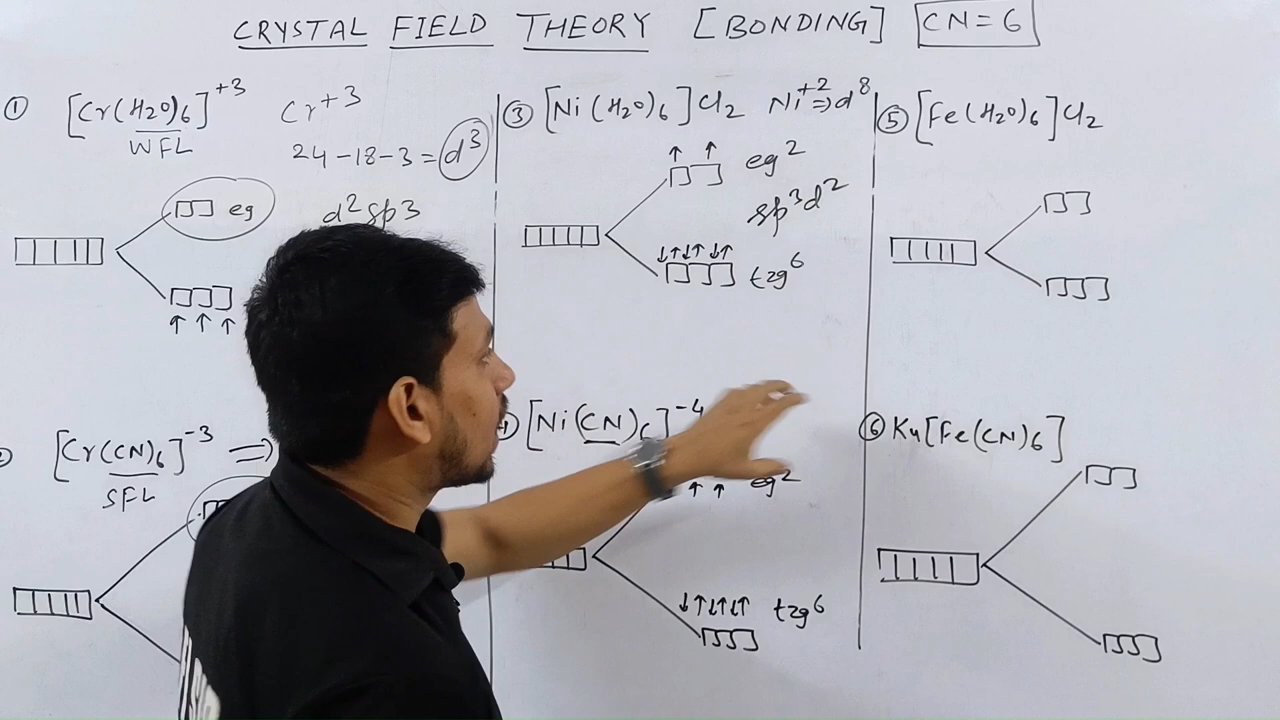 CRYSTAL FIELD THEORY [BONDING] CN=6
① [Cr(H2O)6]+3 Cr+3
WFL
24-18-3=d3
eg
d2sp3
↑ ↑ ↑
[Cr(CN)6]-3 ⇒
SFL
③ [Ni(H2O)6]Cl2 Ni+2⇒d8
↑ ↑ eg2
sp3d2
↓↑↓↑↓↑ t2g6
[Ni(CN)6]-4
↑ ↑ eg2
↓↑↓↑↓↑ t2g6
⑤ [Fe(H2O)6]Cl2
⑥ K4[Fe(CN)6]